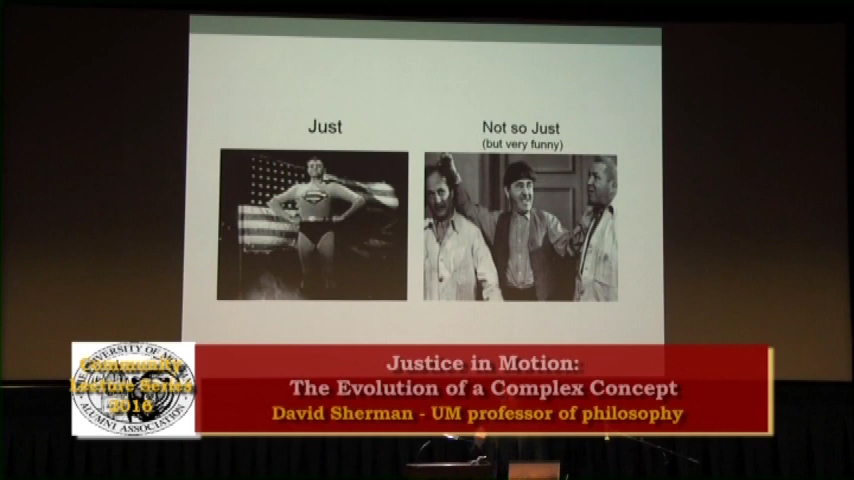 Just
Not so Just
(but very funny)
Community
Lecture Series
2016
ALUMNI ASSOCIATION
Justice in Motion:
The Evolution of a Complex Concept
David Sherman - UM professor of philosophy